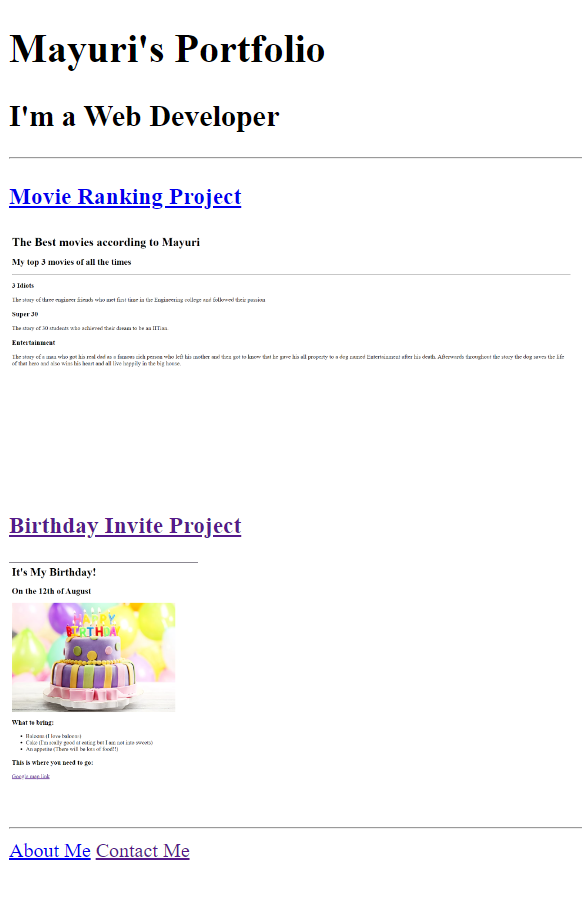 Mayuri's Portfolio
I'm a Web Developer
Movie Ranking Project
The Best movies according to Mayuri
My top 3 movies of all the times
3 Idiots
The story of three engineer friends who met first time in the Engineering college and followed their passion
Super 30
The story of 30 students who achieved their dream to be an IITian.
Entertainment
The story of a man who got his real dad as a famous rich person who left his mother and then got to know that he gave his all property to a dog named Entertainment after his death. Afterwards throughout the story the dog saves the life
of that hero and also wins his heart and all live happily in the big house.
Birthday Invite Project
It's My Birthday!
On the 12th of August
HAPPY
BIRTHDAY
What to bring:
Baloons (I love baloons)
Cake (I'm really good at eating but I am not into sweets)
An appetite (There will be lots of food!!)
This is where you need to go:
Google map link
About Me Contact Me